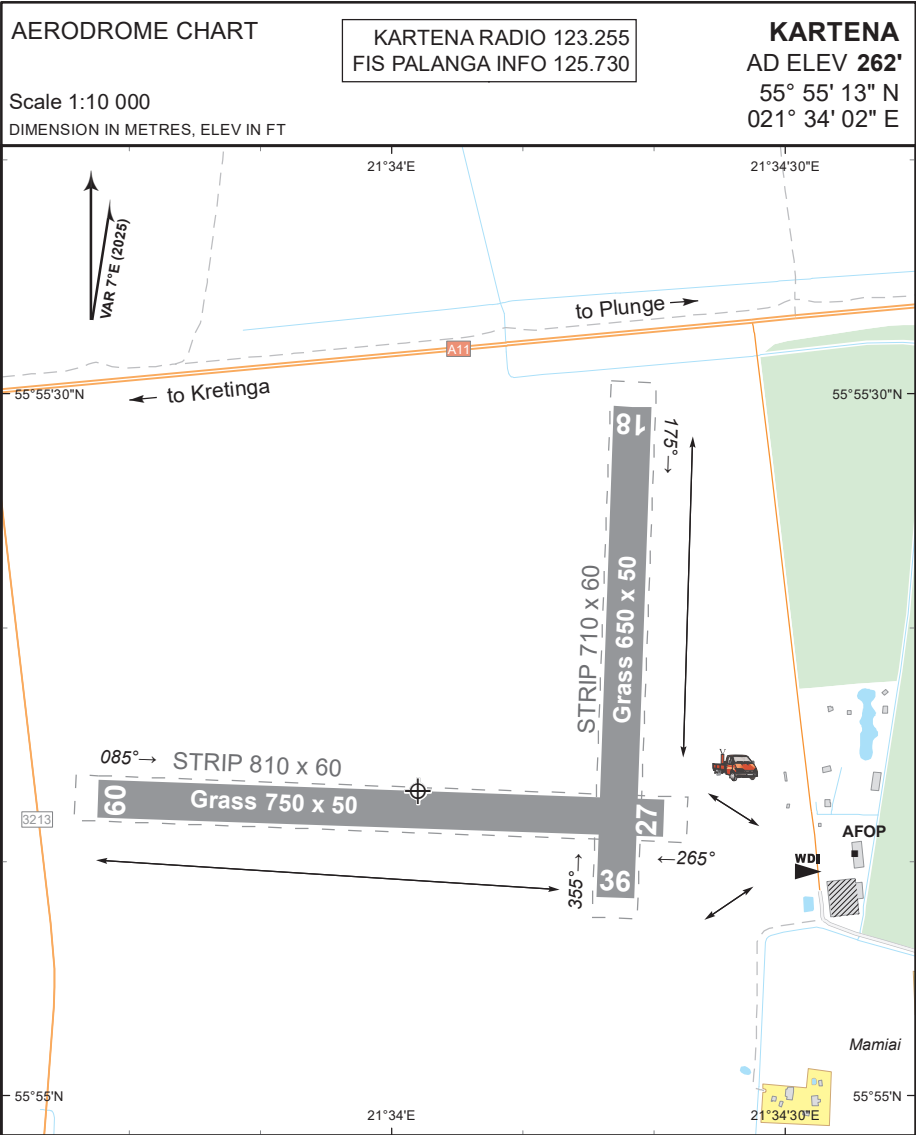 AERODROME CHART
KARTENA RADIO 123.255
FIS PALANGA INFO 125.730
KARTENA
AD ELEV 262'
55° 55' 13" N
021° 34' 02" E
Scale 1:10 000
DIMENSION IN METRES, ELEV IN FT
21°34'E
21°34'30"E
VAR 7°E (2025)
to Plunge →
A11
← to Kretinga
55°55'30"N
55°55'30"N
18
175°→
STRIP 710 x 60
Grass 650 x 50
085°→
STRIP 810 x 60
09
Grass 750 x 50
27
3213
AFOP
←265°
WDI
355°→
36
Mamiai
55°55'N
55°55'N
21°34'E
21°34'30"E